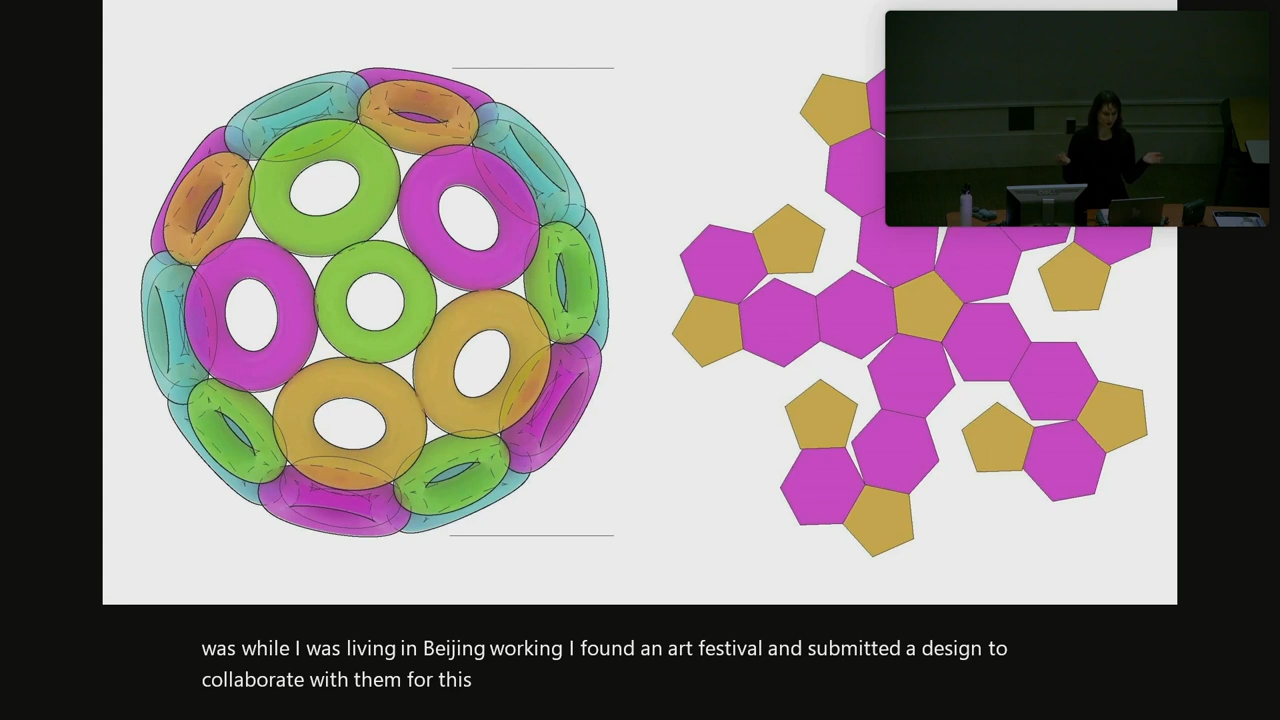 was while I was living in Beijing working I found an art festival and submitted a design to
collaborate with them for this